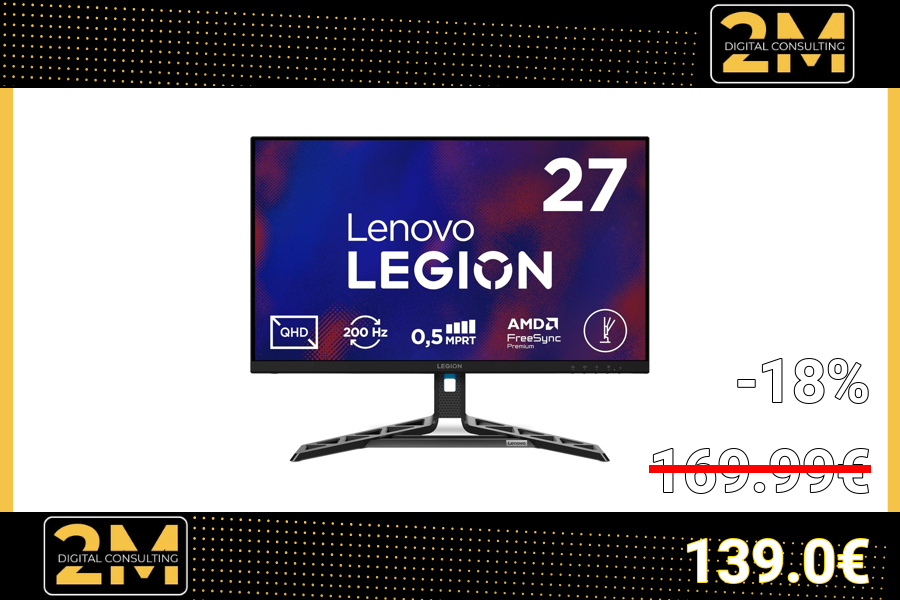 2M
DIGITAL CONSULTING
27
Lenovo
LEGION
QHD
200 Hz
0,5 MPRT
AMD
FreeSync
Premium
LEGION
Lenovo
-18%
169.99€
2M
DIGITAL CONSULTING
139.0€